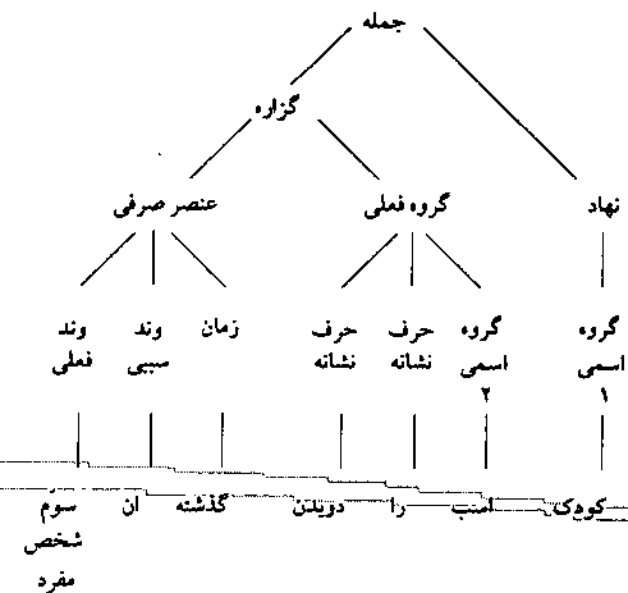 جمله
گزاره
نهاد گروه فعلی عنصر صرفی
گروه اسمی ۱
گروه اسمی ۲
حرف نشانه
حرف نشانه
زمان
وند سببی
وند فعلی
کودک امنب را دویدن گذشته ان سوم شخص مفرد